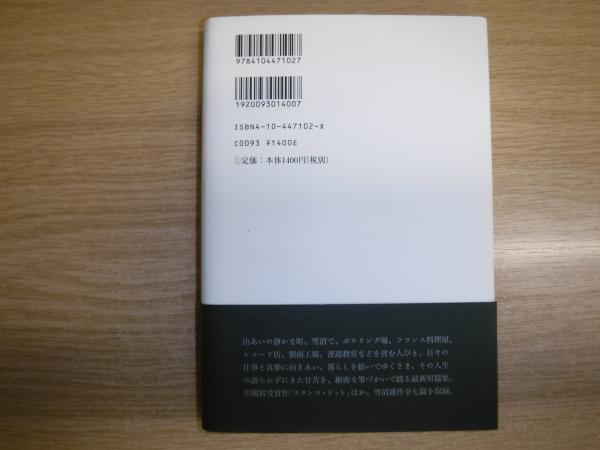 9784104471027
1920093014007
ISBN4-10-447102-X
C0093 ¥1400E
定価：本体1400円(税別)
山あいの静かな町、雪沼で、ボウリング場、フランス料理屋、
レコード店、製函工場、書道教室などを営む人びと。日々の
仕事と真摯に向きあい、暮らしを紡いでゆくさま、その人生
の語られずにきた甘苦を、細密な筆づかいで綴る最新短篇集。
川端賞受賞作「スタンス・ドット」ほか、雪沼連作全七篇を収録。